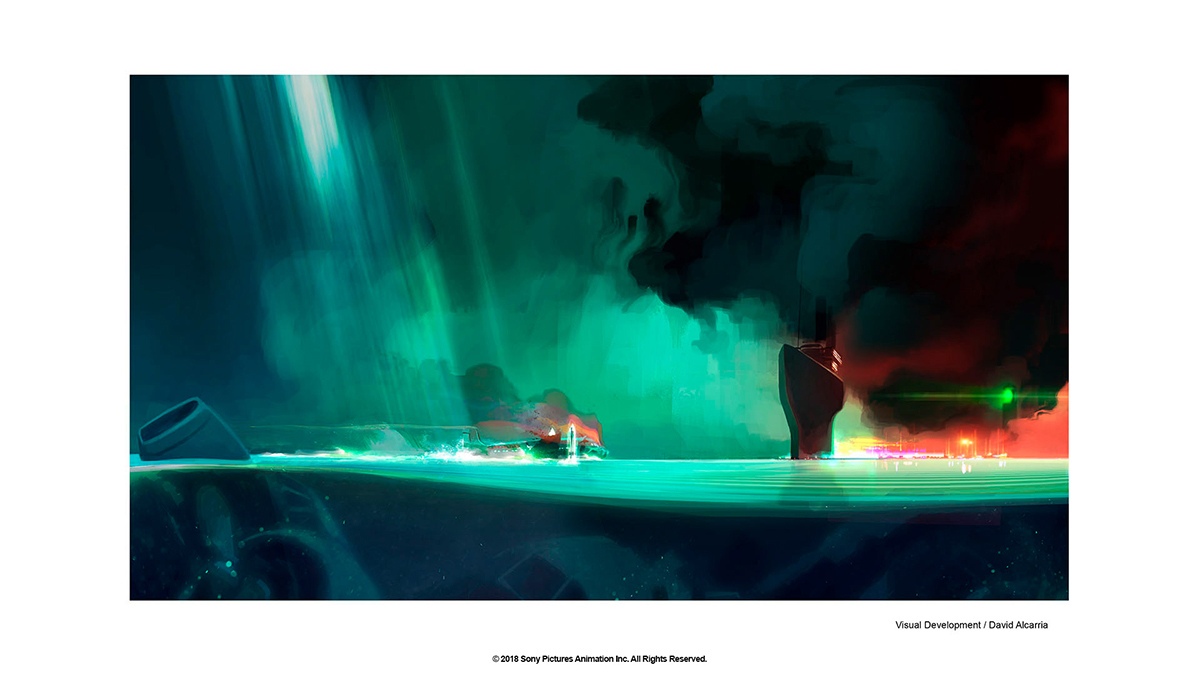 Visual Development / David Alcarria
© 2018 Sony Pictures Animation Inc. All Rights Reserved.